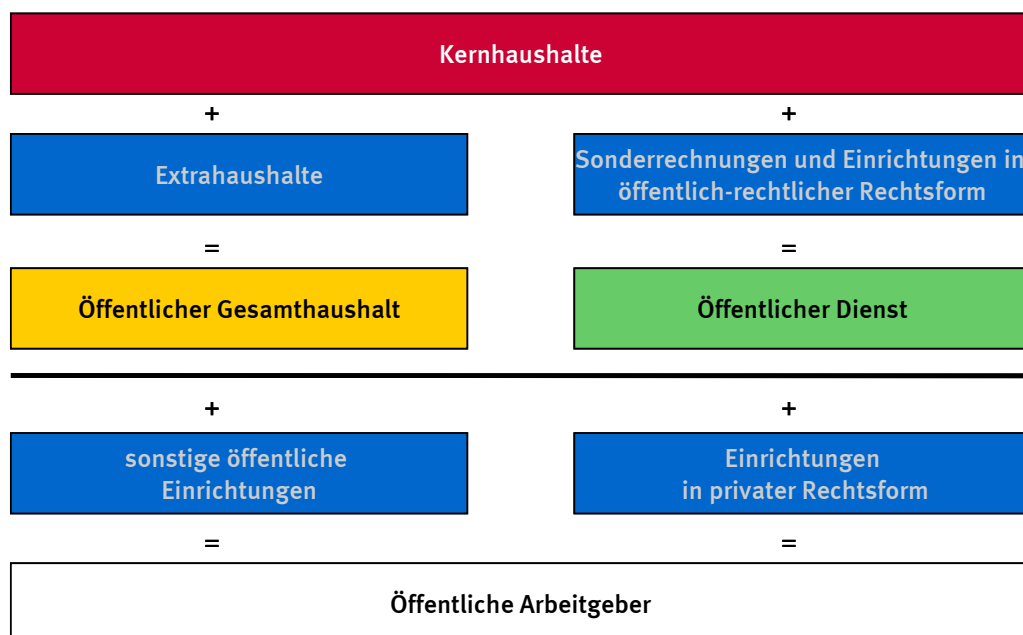 Kernhaushalte
+ +
Extrahaushalte
Sonderrechnungen und Einrichtungen in
öffentlich-rechtlicher Rechtsform
= =
Öffentlicher Gesamthaushalt
Öffentlicher Dienst
+ +
sonstige öffentliche
Einrichtungen
Einrichtungen
in privater Rechtsform
= =
Öffentliche Arbeitgeber